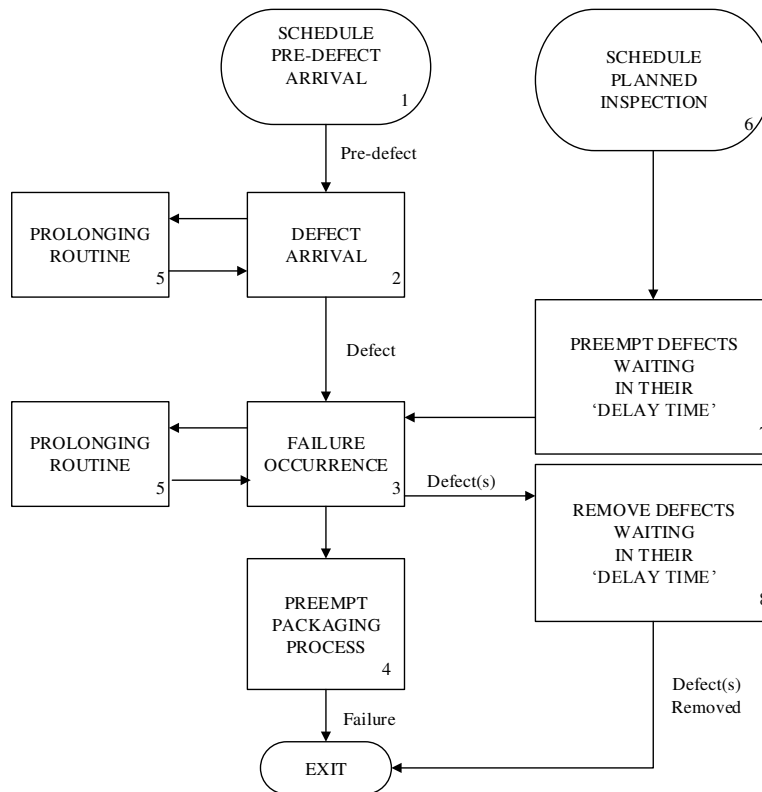 SCHEDULE
PRE-DEFECT
ARRIVAL
1
SCHEDULE
PLANNED
INSPECTION
6
Pre-defect
PROLONGING
ROUTINE
5
DEFECT
ARRIVAL
2
Defect
PREEMPT DEFECTS
WAITING
IN THEIR
‘DELAY TIME’
PROLONGING
ROUTINE
5
FAILURE
OCCURRENCE
3
Defect(s)
REMOVE DEFECTS
WAITING
IN THEIR
‘DELAY TIME’
8
PREEMPT
PACKAGING
PROCESS
4
Defect(s)
Removed
Failure
EXIT